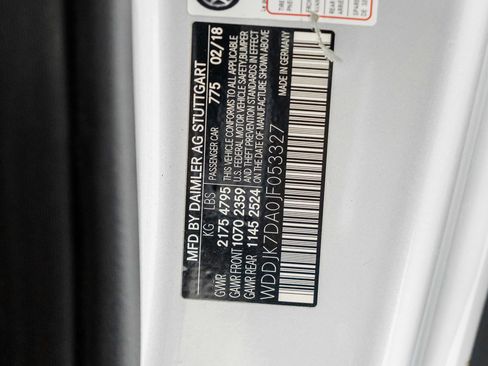 MFD BY DAIMLER AG STUTTGART
KG LBS PASSENGER CAR 775 02/18
GVWR 2175 4795 THIS VEHICLE CONFORMS TO ALL APPLICABLE
GAWR FRONT 1070 2359 U.S. FEDERAL MOTOR VEHICLE SAFETY,BUMPER
GAWR REAR 1145 2524 AND THEFT PREVENTION STANDARDS IN EFFECT
ON THE DATE OF MANUFACTURE SHOWN ABOVE
WDDJK7DA0JF053327 MADE IN GERMANY